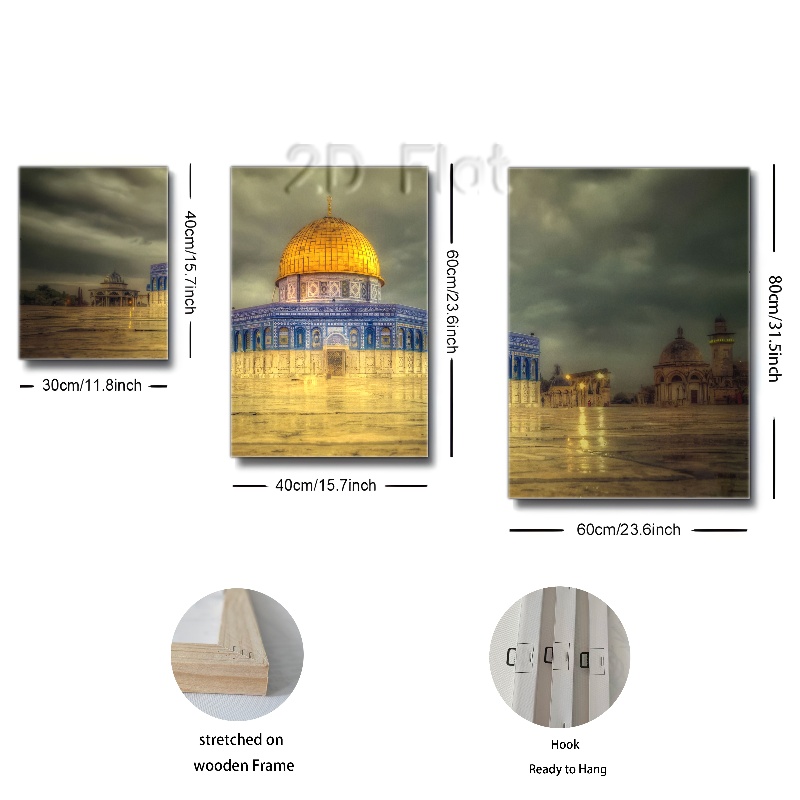 2D Flat
40cm/15.7inch
30cm/11.8inch
60cm/23.6inch
40cm/15.7inch
80cm/31.5inch
60cm/23.6inch
stretched on
wooden Frame
Hook
Ready to Hang